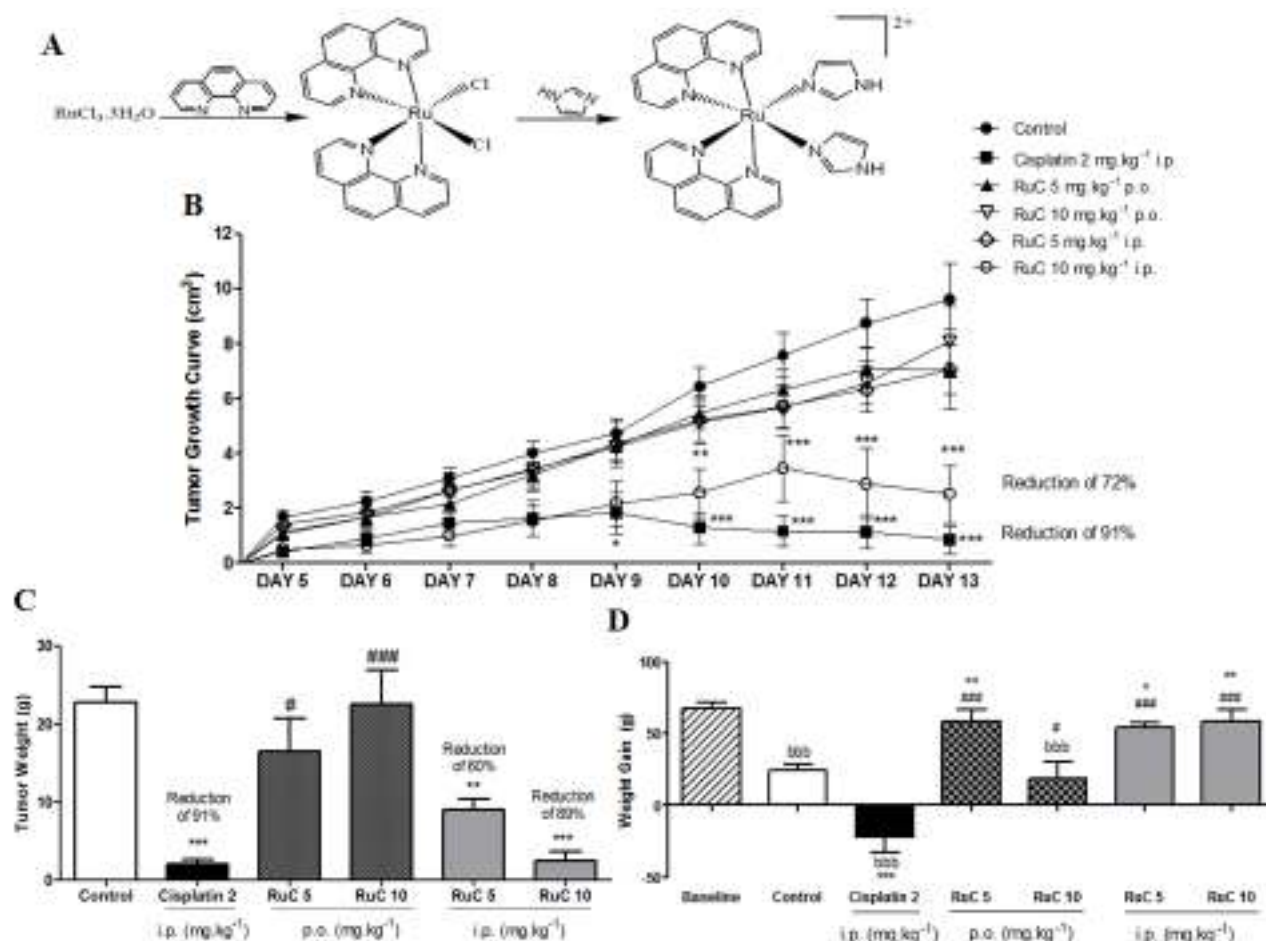 A
RuCl₃.3H₂O
N N
N
N
N
N
Ru
Cl
Cl
HN N
2+
N
N
N
N
Ru
N NH
N NH
Control
Cisplatin 2 mg.kg⁻¹ i.p.
RuC 5 mg.kg⁻¹ p.o.
RuC 10 mg.kg⁻¹ p.o.
RuC 5 mg.kg⁻¹ i.p.
RuC 10 mg.kg⁻¹ i.p.
B
Tumor Growth Curve (cm³)
12
10
8
6
4
2
0
** *** *** ***
Reduction of 72%
*** *** *** ***
Reduction of 91%
*
DAY 5 DAY 6 DAY 7 DAY 8 DAY 9 DAY 10 DAY 11 DAY 12 DAY 13
C
Tumor Weight (g)
30
20
10
0
Reduction
of 91%
***
#
###
Reduction
of 60%
**
Reduction
of 89%
***
Control Cisplatin 2 RuC 5 RuC 10 RuC 5 RuC 10
i.p. (mg.kg⁻¹) p.o. (mg.kg⁻¹) i.p. (mg.kg⁻¹)
D
Weight Gain (g)
100
50
0
-50
bbb
bbb
***
**
###
#
bbb
*
###
**
###
Baseline Control Cisplatin 2 RuC 5 RuC 10 RuC 5 RuC 10
i.p. (mg.kg⁻¹) p.o. (mg.kg⁻¹) i.p. (mg.kg⁻¹)